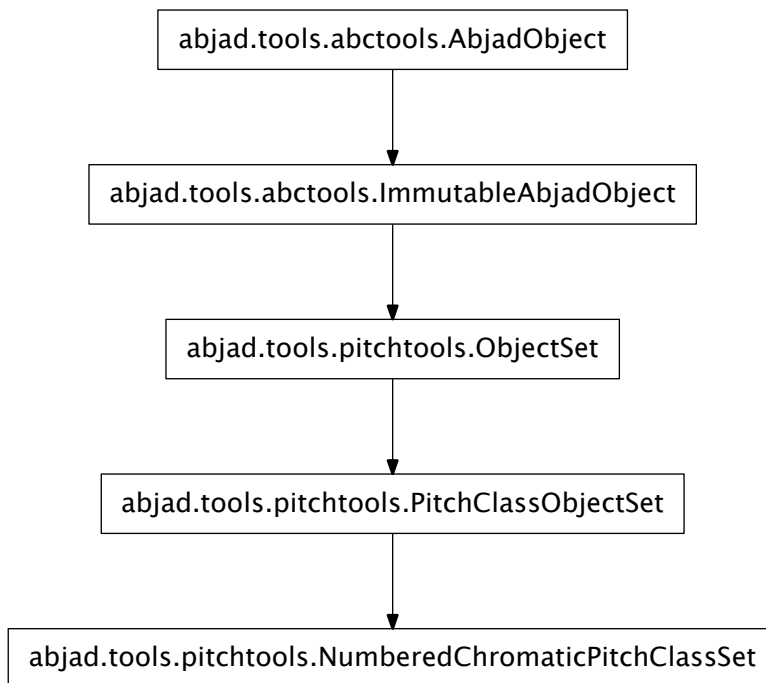 abjad.tools.abctools.AbjadObject
abjad.tools.abctools.ImmutableAbjadObject
abjad.tools.pitchtools.ObjectSet
abjad.tools.pitchtools.PitchClassObjectSet
abjad.tools.pitchtools.NumberedChromaticPitchClassSet